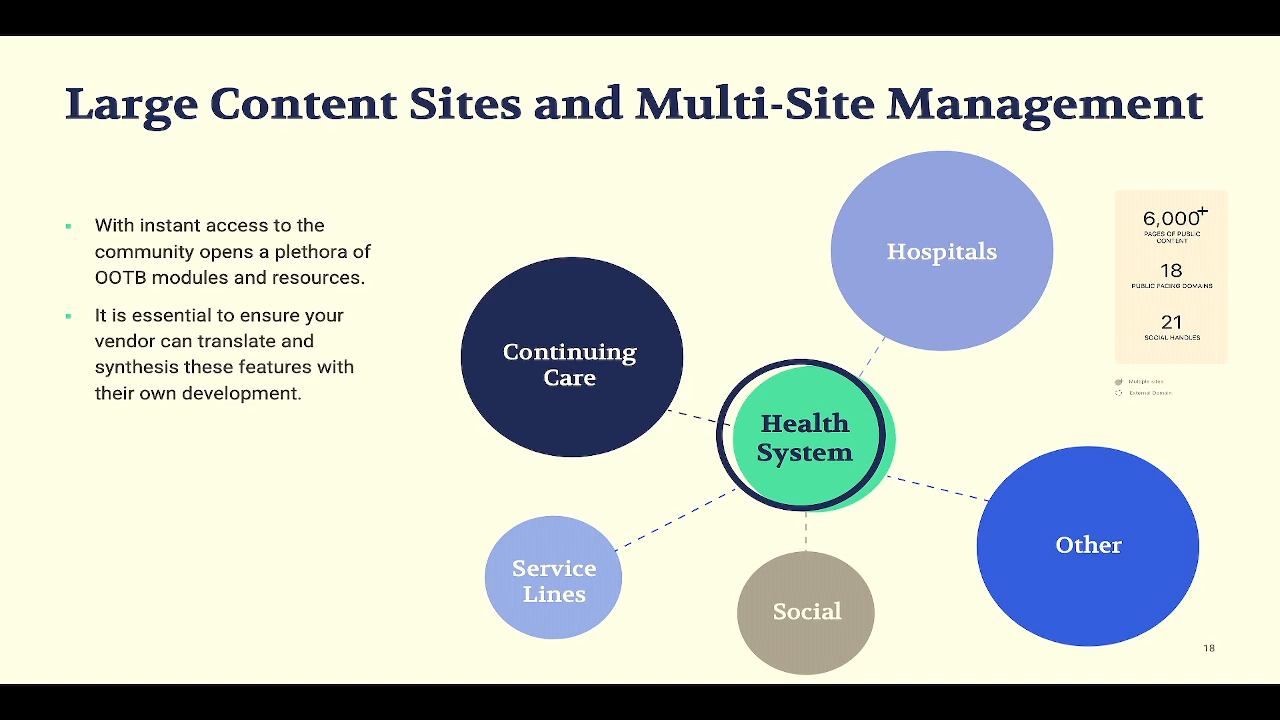 Large Content Sites and Multi-Site Management
With instant access to the
community opens a plethora of
OOTB modules and resources.
It is essential to ensure your
vendor can translate and
synthesis these features with
their own development.
Continuing
Care
Hospitals
Health
System
Service
Lines
Social
Other
6,000+
PAGES OF PUBLIC
CONTENT
18
PUBLIC FACING DOMAINS
21
SOCIAL HANDLES
Multiple sites
External Domain
18